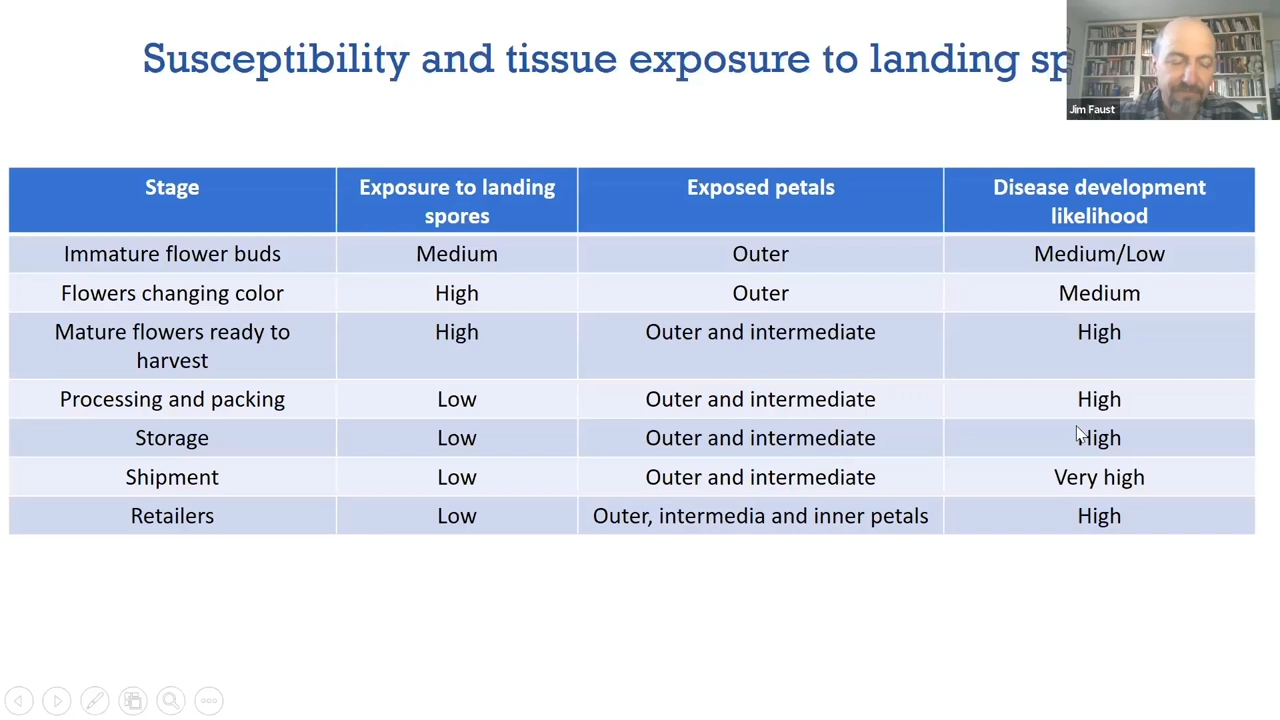 Susceptibility and tissue exposure to landing
Jim Faust
Stage
Exposure to landing
spores
Exposed petals
Disease development
likelihood
Immature flower buds
Medium
Outer
Medium/Low
Flowers changing color
High
Outer
Medium
Mature flowers ready to
harvest
High
Outer and intermediate
High
Processing and packing
Low
Outer and intermediate
High
Storage
Low
Outer and intermediate
High
Shipment
Low
Outer and intermediate
Very high
Retailers
Low
Outer, intermedia and inner petals
High